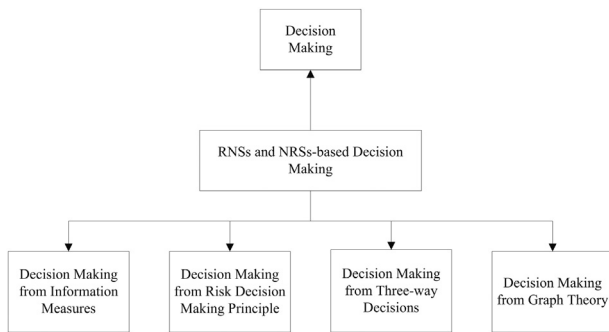 Decision
Making
RNSs and NRSs-based Decision
Making
Decision Making
from Information
Measures
Decision Making
from Risk Decision
Making Principle
Decision Making
from Three-way
Decisions
Decision Making
from Graph Theory